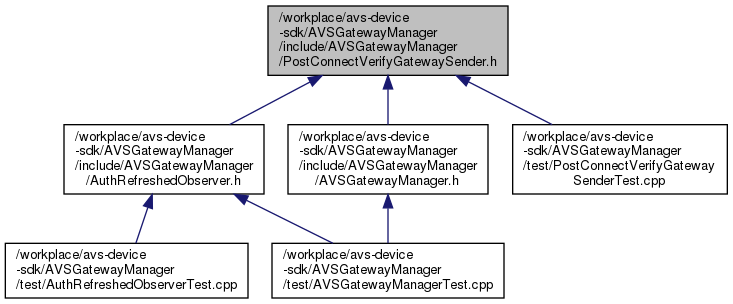 /workplace/avs-device
-sdk/AVSGatewayManager
/include/AVSGatewayManager
/PostConnectVerifyGatewaySender.h
/workplace/avs-device
-sdk/AVSGatewayManager
/include/AVSGatewayManager
/AuthRefreshedObserver.h
/workplace/avs-device
-sdk/AVSGatewayManager
/include/AVSGatewayManager
/AVSGatewayManager.h
/workplace/avs-device
-sdk/AVSGatewayManager
/test/PostConnectVerifyGateway
SenderTest.cpp
/workplace/avs-device
-sdk/AVSGatewayManager
/test/AuthRefreshedObserverTest.cpp
/workplace/avs-device
-sdk/AVSGatewayManager
/test/AVSGatewayManagerTest.cpp